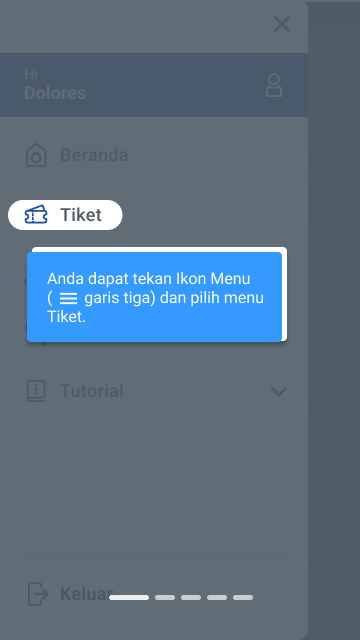 Hi
Dolores
Beranda
Tiket
Anda dapat tekan Ikon Menu
( garis tiga) dan pilih menu
Tiket.
Tutorial
Keluar